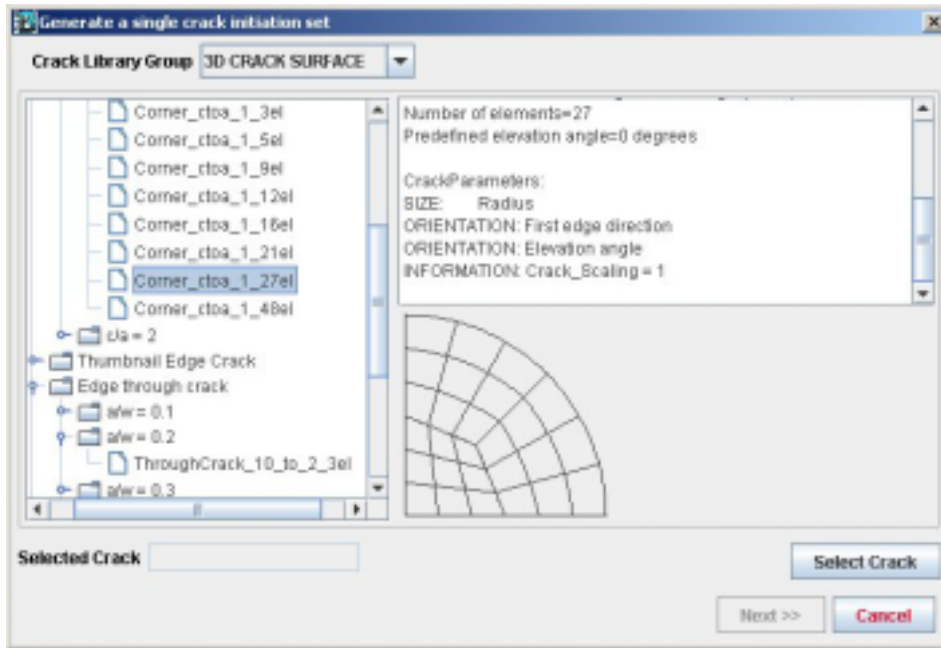 Generate a single crack initiation set
Crack Library Group 3D CRACK SURFACE
Corner_ctoa_1_3el
Corner_ctoa_1_5el
Corner_ctoa_1_9el
Corner_ctoa_1_12el
Corner_ctoa_1_16el
Corner_ctoa_1_21el
Corner_ctoa_1_27el
Corner_ctoa_1_48el
c/a = 2
Thumbnail Edge Crack
Edge through crack
a/w = 0.1
a/w = 0.2
ThroughCrack_10_to_2_3el
a/w = 0.3
Number of elements=27
Predefined elevation angle=0 degrees
CrackParameters:
SIZE: Radius
ORIENTATION: First edge direction
ORIENTATION: Elevation angle
INFORMATION: Crack_Scaling = 1
Selected Crack
Select Crack
Next >>
Cancel